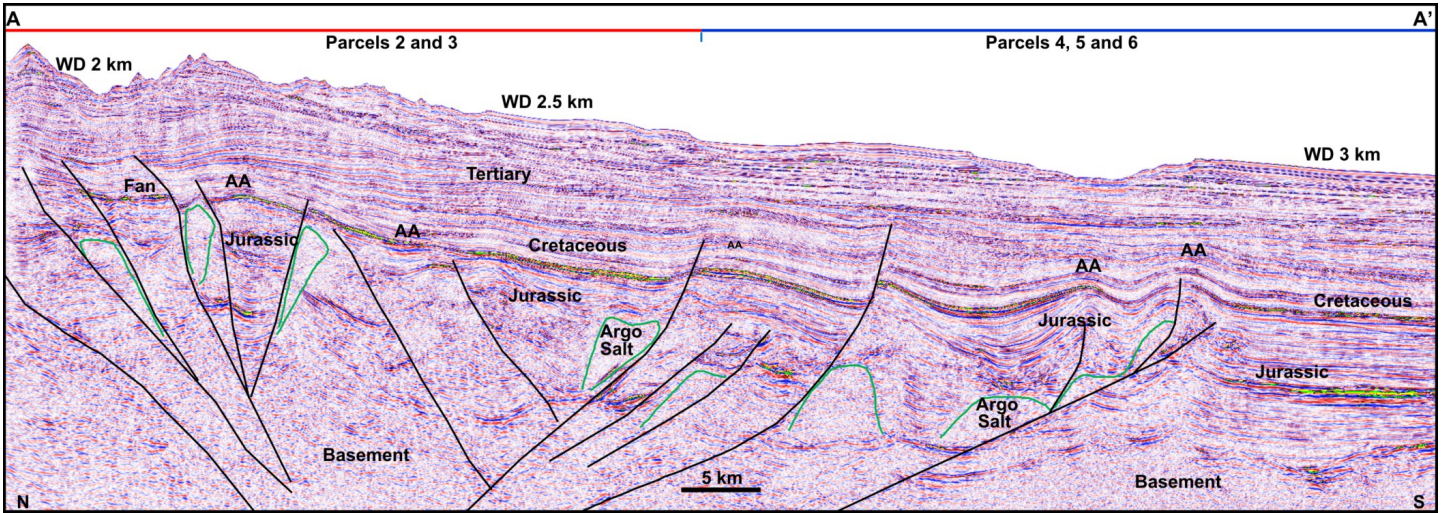 A A’
Parcels 2 and 3 Parcels 4, 5 and 6
WD 2 km
WD 2.5 km
WD 3 km
Fan AA Tertiary
Jurassic AA Cretaceous AA AA AA
Jurassic Cretaceous
Argo
Salt
Jurassic
Jurassic
Argo
Salt
Basement
5 km
Basement
N S